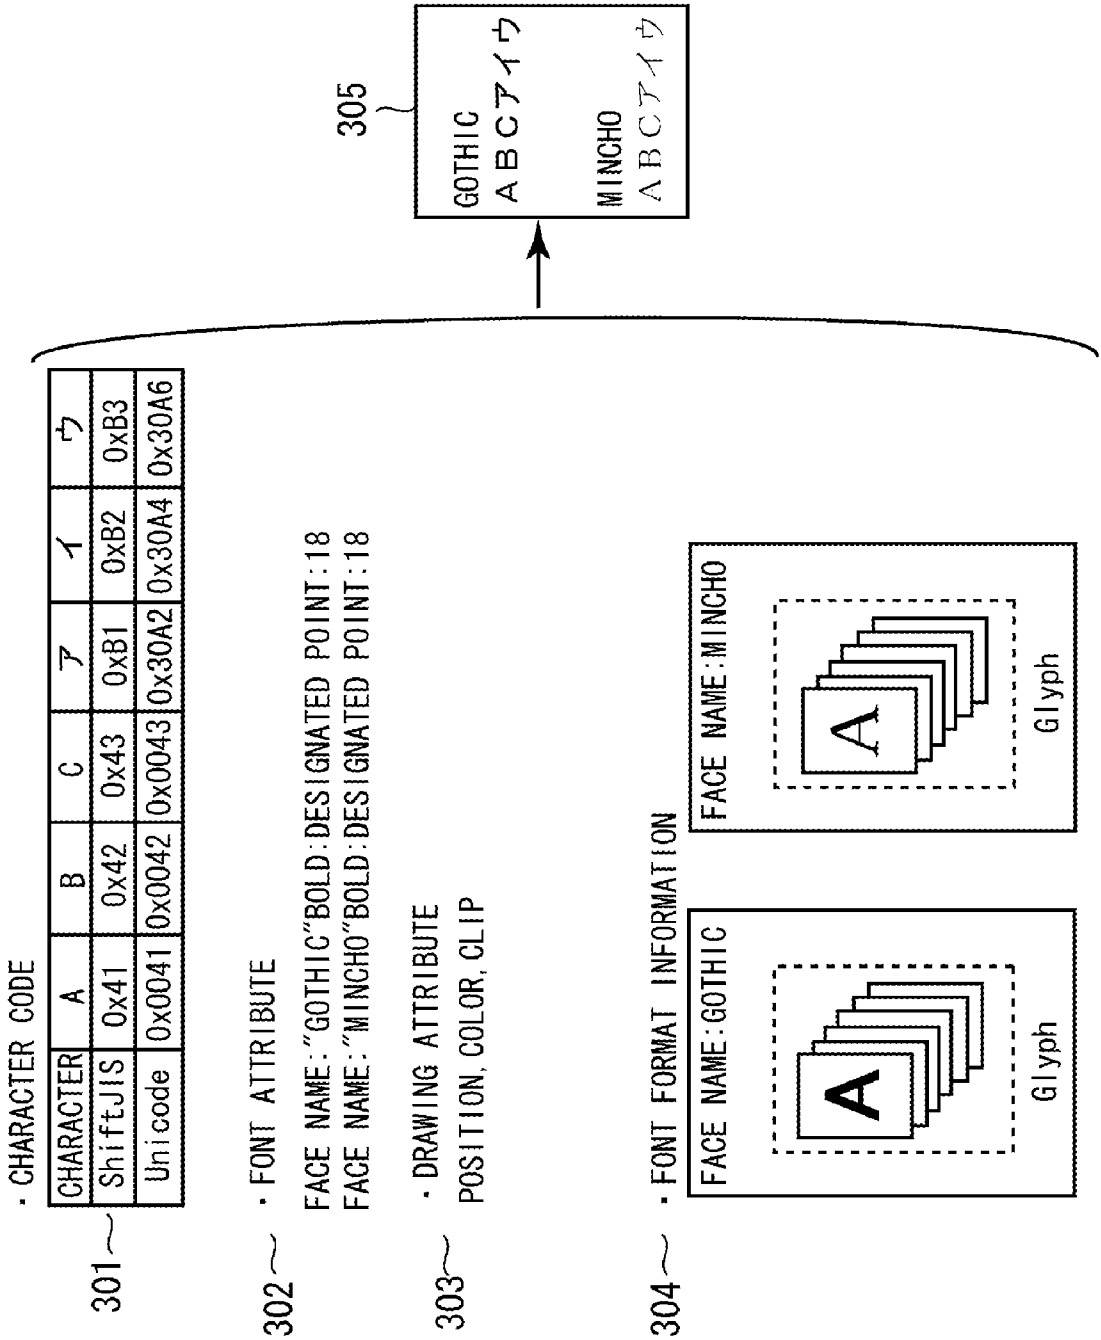 ・CHARACTER CODE
301
CHARACTER A B C ア イ ウ
ShiftJIS 0x41 0x42 0x43 0xB1 0xB2 0xB3
Unicode 0x0041 0x0042 0x0043 0x30A2 0x30A4 0x30A6
302 ・FONT ATTRIBUTE
FACE NAME:"GOTHIC"BOLD:DESIGNATED POINT:18
FACE NAME:"MINCHO"BOLD:DESIGNATED POINT:18
303 ・DRAWING ATTRIBUTE
POSITION,COLOR,CLIP
304 ・FONT FORMAT INFORMATION
FACE NAME:GOTHIC
A
Glyph
FACE NAME:MINCHO
A
Glyph
305
GOTHIC
ABCアイウ
MINCHO
ABCアイウ